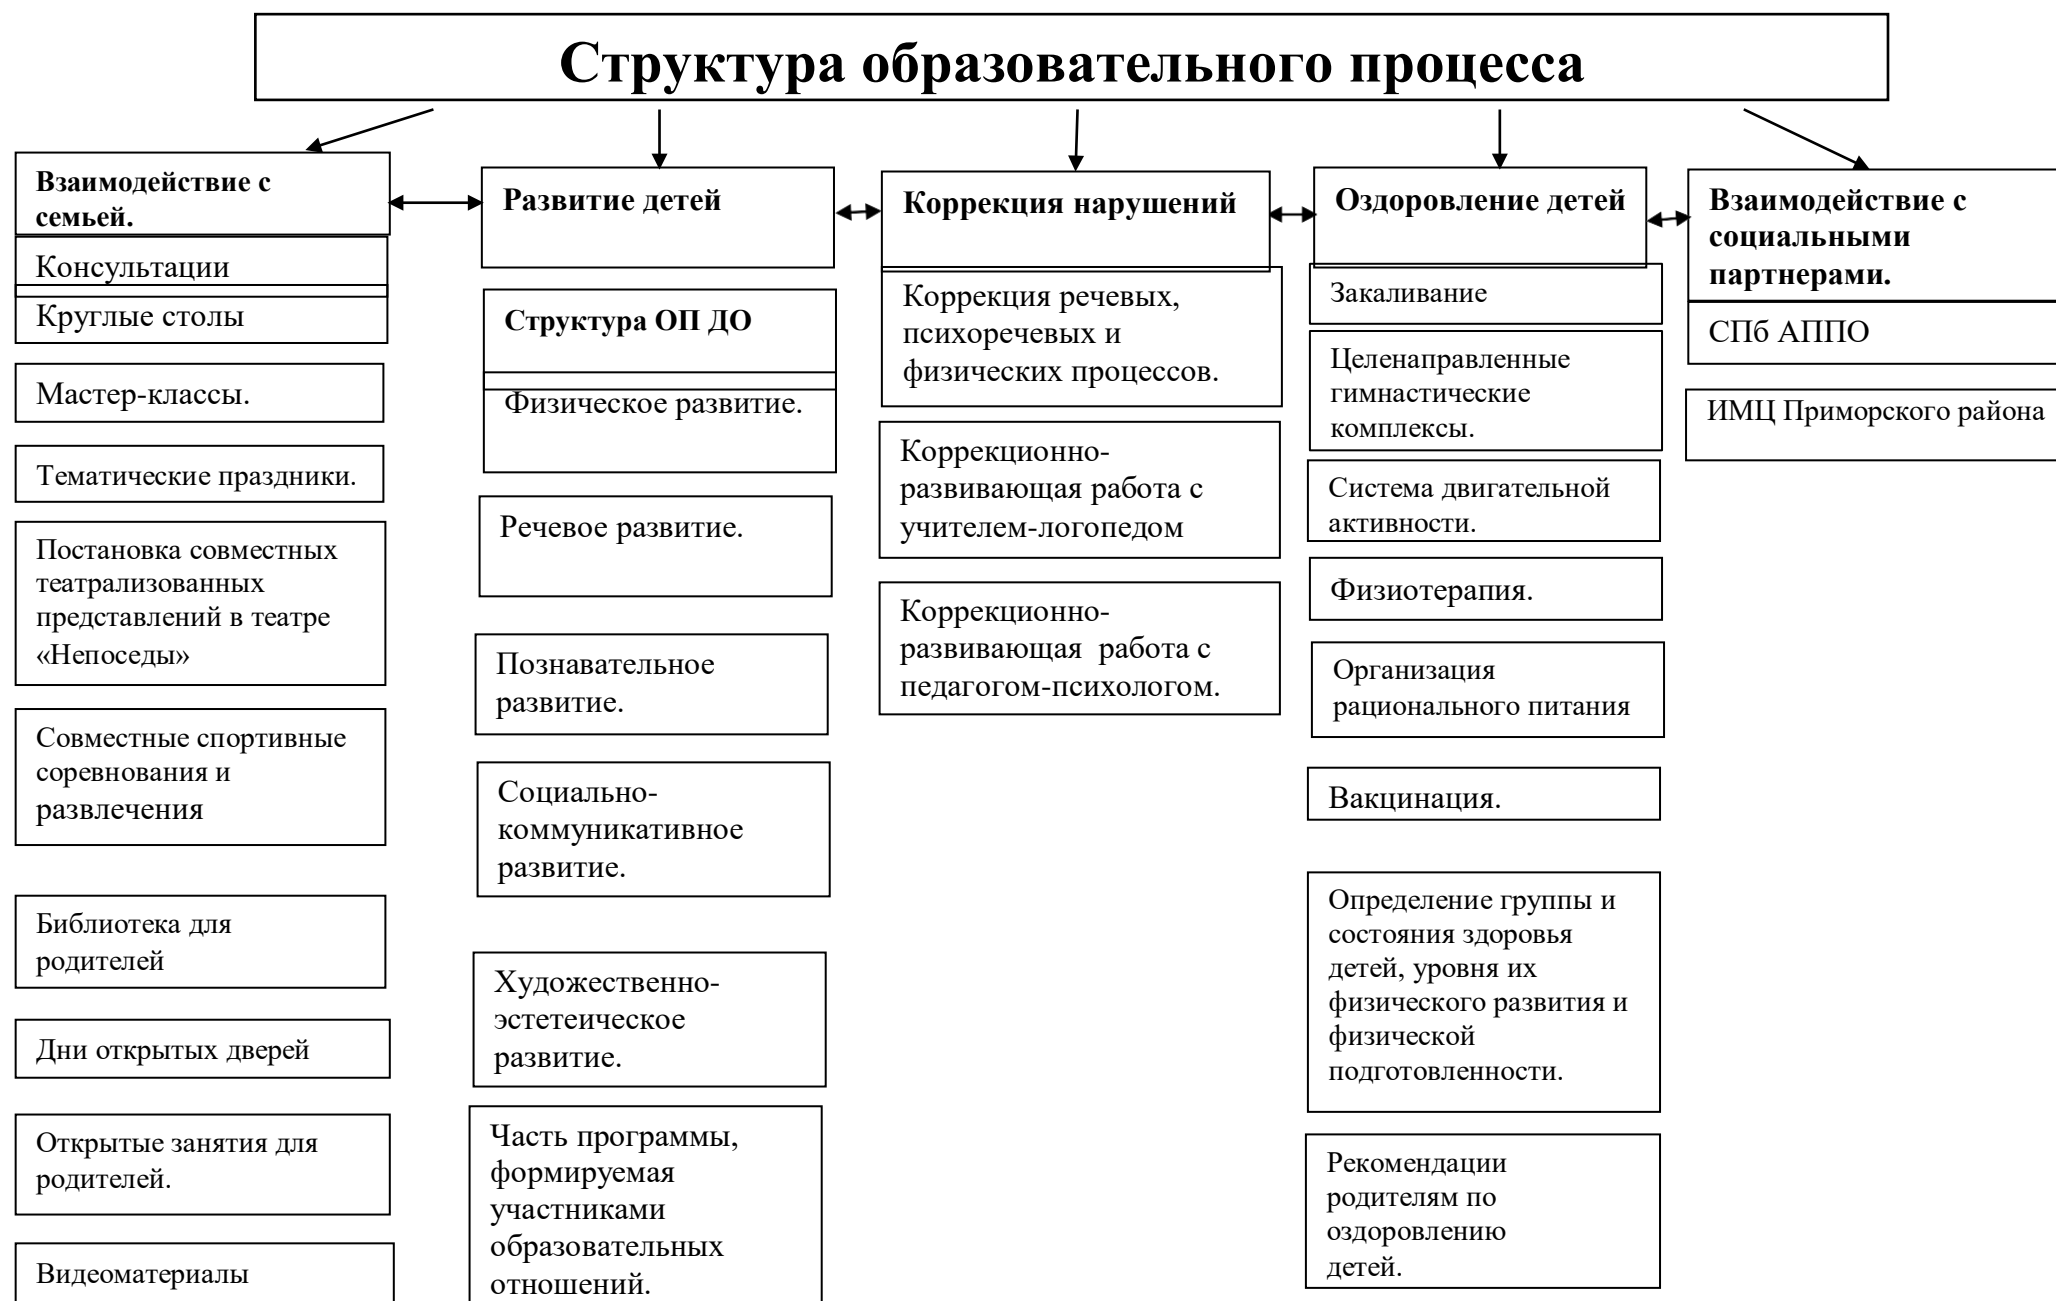 Структура образовательного процесса
Взаимодействие с
семьей.
Консультации
Круглые столы
Мастер-классы.
Тематические праздники.
Постановка совместных
театрализованных
представлений в театре
«Непоседы»
Совместные спортивные
соревнования и
развлечения
Библиотека для
родителей
Дни открытых дверей
Открытые занятия для
родителей.
Видеоматериалы
Развитие детей
Структура ОП ДО
Физическое развитие.
Речевое развитие.
Познавательное
развитие.
Социально-
коммуникативное
развитие.
Художественно-
эстетеическое
развитие.
Часть программы,
формируемая
участниками
образовательных
отношений.
Коррекция нарушений
Коррекция речевых,
психоречевых и
физических процессов.
Коррекционно-
развивающая работа с
учителем-логопедом
Коррекционно-
развивающая  работа с
педагогом-психологом.
Оздоровление детей
Закаливание
Целенаправленные
гимнастические
комплексы.
Система двигательной
активности.
Физиотерапия.
Организация
рационального питания
Вакцинация.
Определение группы и
состояния здоровья
детей, уровня их
физического развития и
физической
подготовленности.
Рекомендации
родителям по
оздоровлению
детей.
Взаимодействие с
социальными
партнерами.
СПб АППО
ИМЦ Приморского района